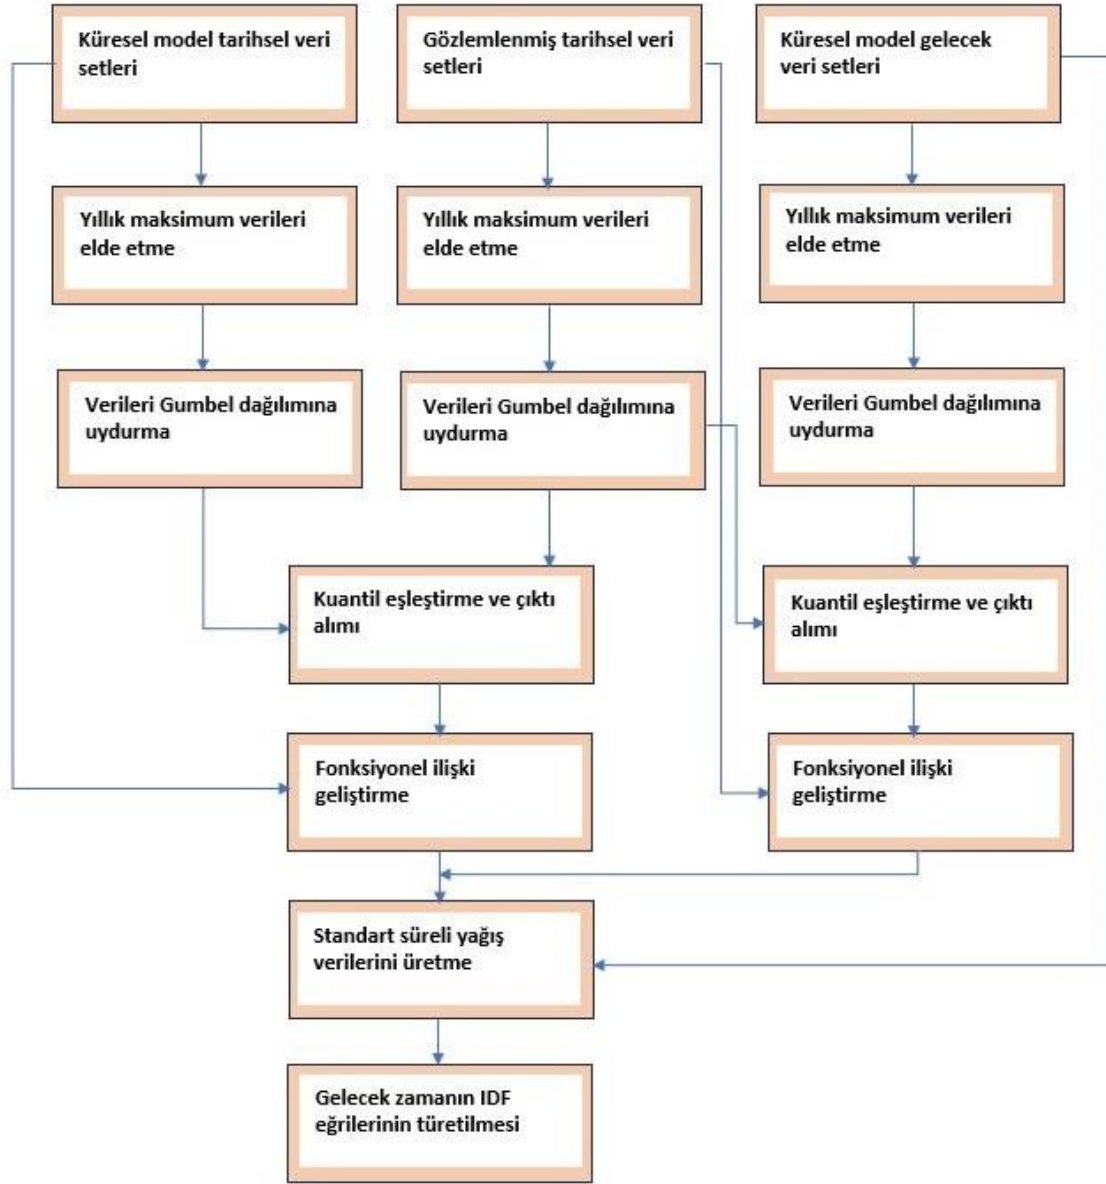 Küresel model tarihsel veri
setleri
Gözlemlenmiş tarihsel veri
setleri
Küresel model gelecek
veri setleri
Yıllık maksimum verileri
elde etme
Yıllık maksimum verileri
elde etme
Yıllık maksimum verileri
elde etme
Verileri Gumbel dağılımına
uydurma
Verileri Gumbel dağılımına
uydurma
Verileri Gumbel dağılımına
uydurma
Kuantil eşleştirme ve çıktı
alımı
Kuantil eşleştirme ve çıktı
alımı
Fonksiyonel ilişki
geliştirme
Fonksiyonel ilişki
geliştirme
Standart süreli yağış
verilerini üretme
Gelecek zamanın IDF
eğrilerinin türetilmesi